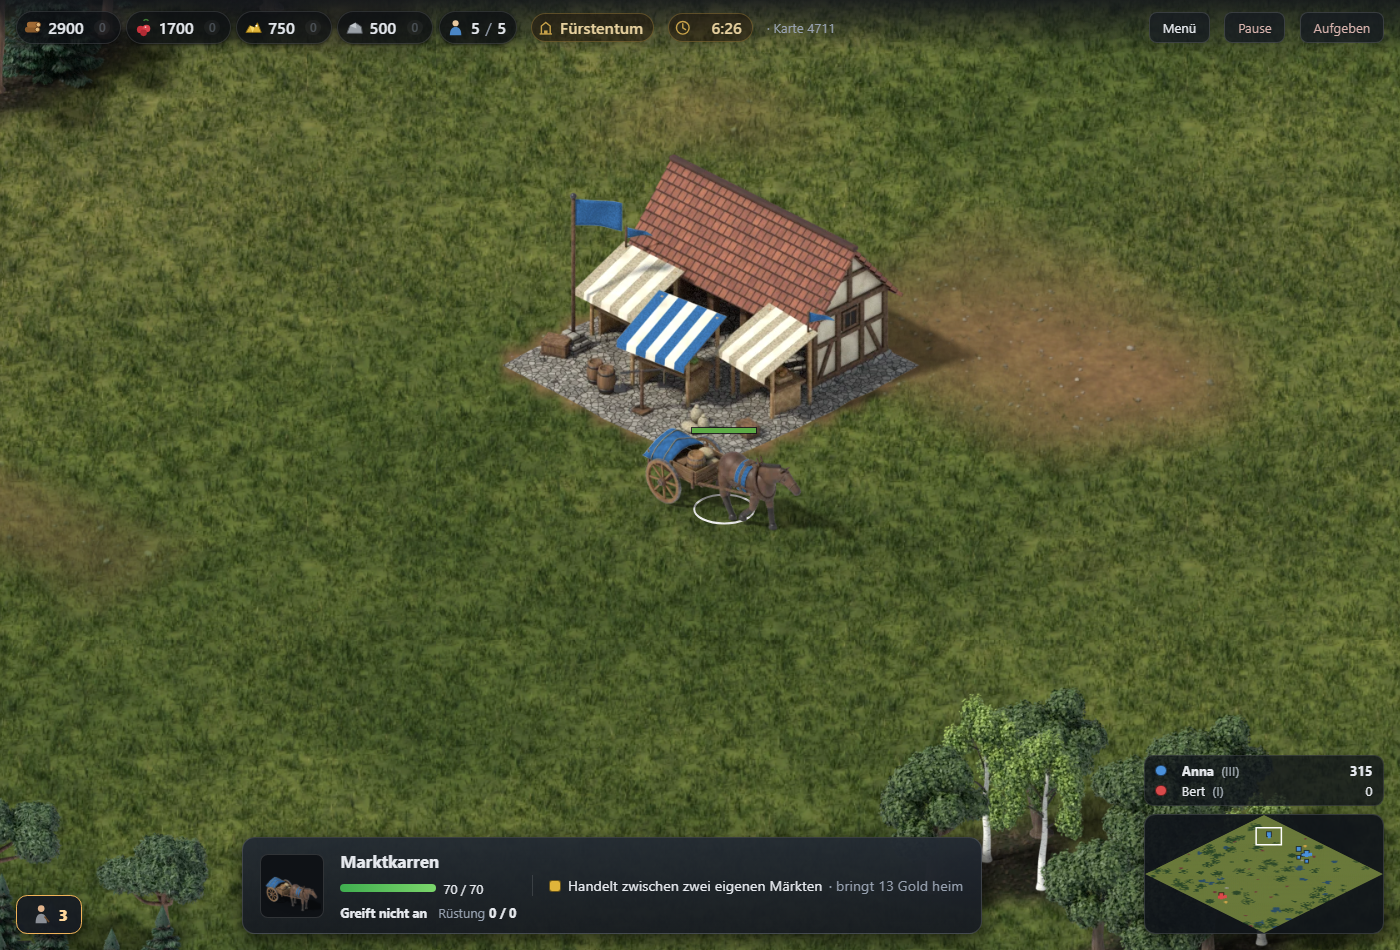 2900 0 1700 0 750 0 500 0 5 / 5 Fürstentum 6:26 · Karte 4711 Menü Pause Aufgeben
Anna (III) 315
Bert (I) 0
Marktkarren
70 / 70
Greift nicht an Rüstung 0 / 0
Handelt zwischen zwei eigenen Märkten · bringt 13 Gold heim
3